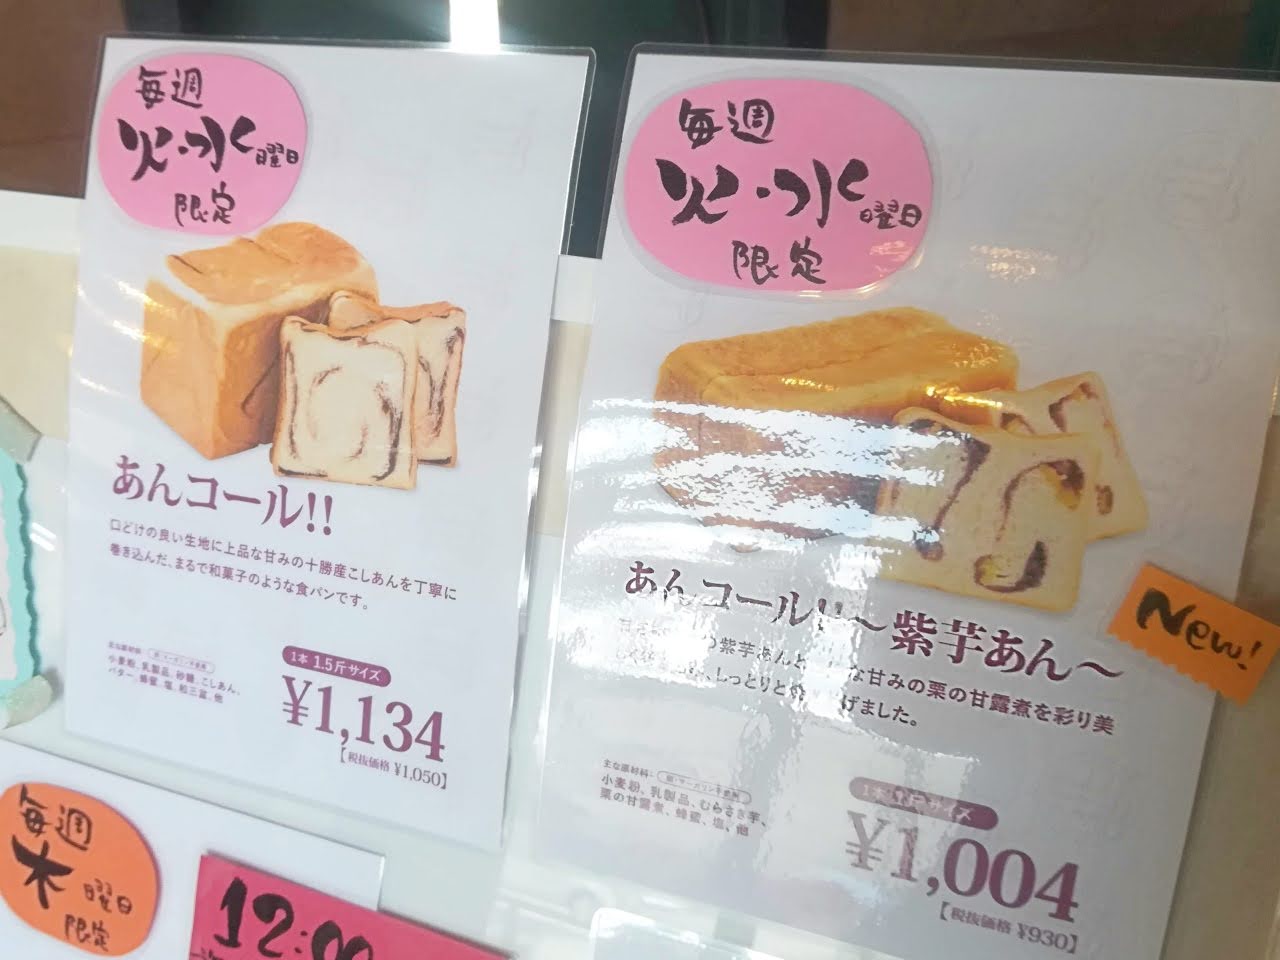 毎週
火・水曜日
限定
あんコール!!
口どけの良い生地に上品な甘みの十勝産こしあんを丁寧に
巻き込んだ、まるで和菓子のような食パンです。
主な原材料:
小麦粉、乳製品、砂糖、こしあん、
バター、蜂蜜、塩、和三盆、他
1本 1.5斤サイズ
¥1,134
【税抜価格 ¥1,050】
毎週
火・水曜日
限定
あんコール!!〜紫芋あん〜
New!
の紫芋あんと な甘みの栗の甘露煮を彩り美
しっとりと げました。
主な原材料:
小麦粉、乳製品、むらさき芋、
栗の甘露煮、蜂蜜、塩、他
1本 サイズ
¥1,004
【税抜価格 ¥930】
毎週
木曜日
限定
12:00